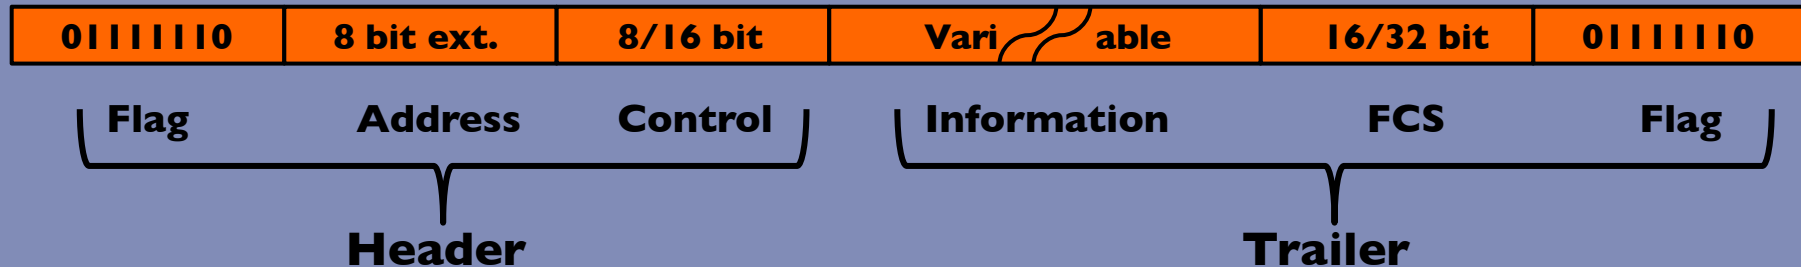 01111110 8 bit ext. 8/16 bit Vari able 16/32 bit 01111110
Flag Address Control Information FCS Flag
Header Trailer